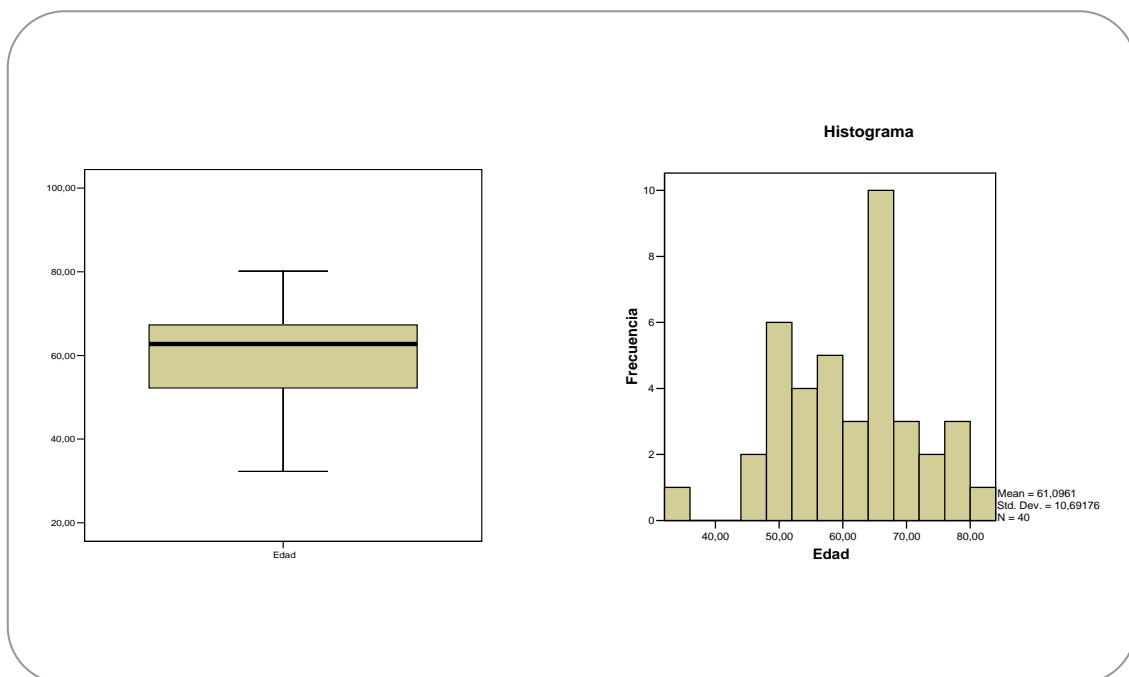 100,00
80,00
60,00
40,00
20,00
Edad
Histograma
Frecuencia
10
8
6
4
2
0
40,00 50,00 60,00 70,00 80,00
Edad
Mean = 61,0961
Std. Dev. = 10,69176
N = 40